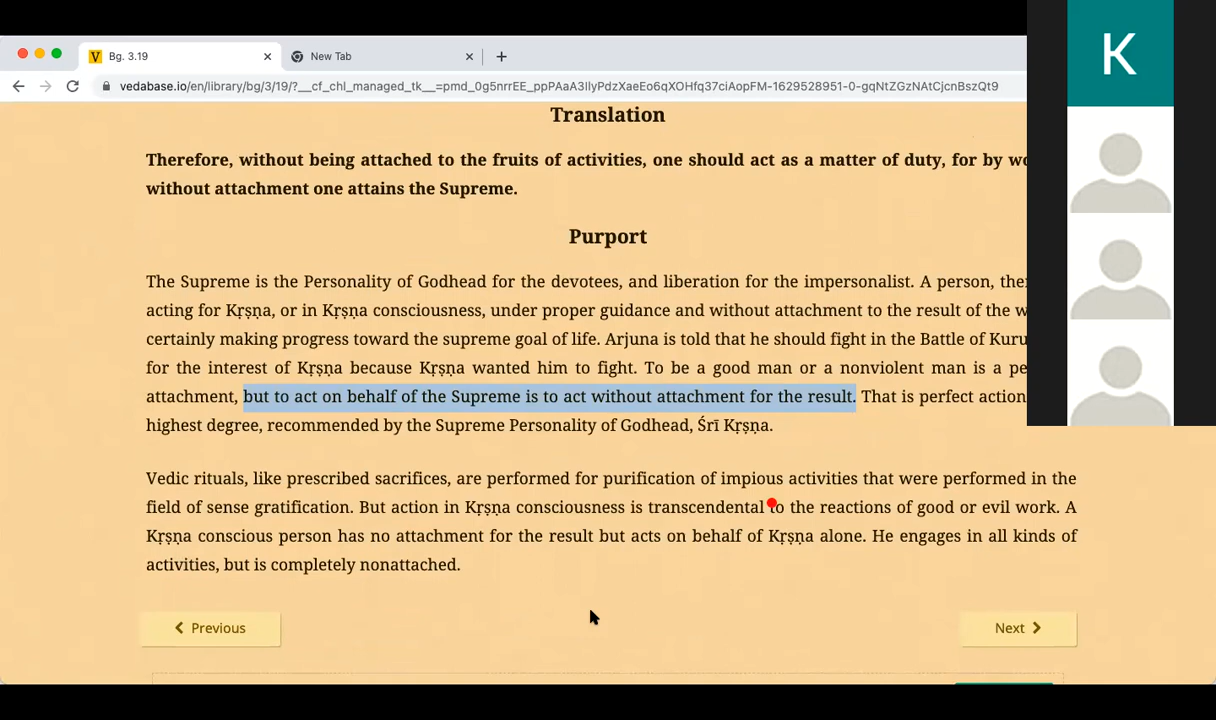 Bg. 3.19
New Tab
vedabase.io/en/library/bg/3/19/?__cf_chl_managed_tk__=pmd_0g5nrrEE_ppPAaA3IlyPdzXaeEo6qXOHfq37ciAopFM-1629528951-0-gqNtZGzNAtCjcnBszQt9
K
Translation
Therefore, without being attached to the fruits of activities, one should act as a matter of duty, for by
without attachment one attains the Supreme.
Purport
The Supreme is the Personality of Godhead for the devotees, and liberation for the impersonalist. A person,
acting for Kṛṣṇa, or in Kṛṣṇa consciousness, under proper guidance and without attachment to the result of the
certainly making progress toward the supreme goal of life. Arjuna is told that he should fight in the Battle of
for the interest of Kṛṣṇa because Kṛṣṇa wanted him to fight. To be a good man or a nonviolent man is a
attachment, but to act on behalf of the Supreme is to act without attachment for the result. That is perfect action
highest degree, recommended by the Supreme Personality of Godhead, Śrī Kṛṣṇa.
Vedic rituals, like prescribed sacrifices, are performed for purification of impious activities that were performed in the
field of sense gratification. But action in Kṛṣṇa consciousness is transcendental to the reactions of good or evil work. A
Kṛṣṇa conscious person has no attachment for the result but acts on behalf of Kṛṣṇa alone. He engages in all kinds of
activities, but is completely nonattached.
Previous
Next